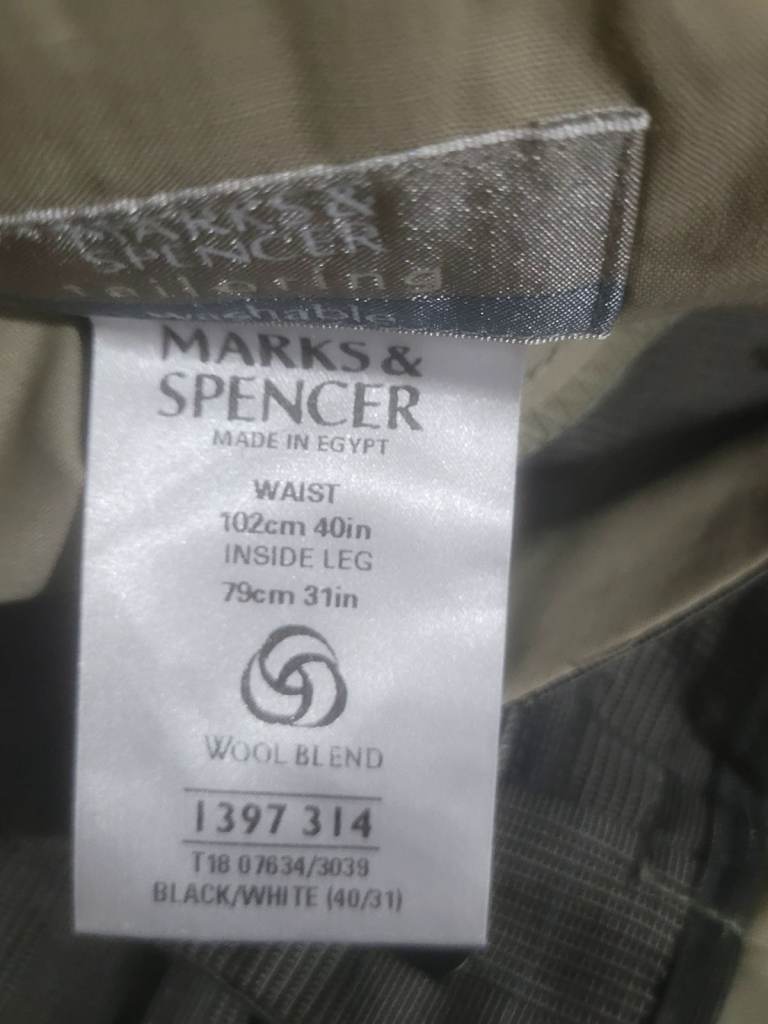 MARKS &
SPENCER
tailoring
washable
MARKS &
SPENCER
MADE IN EGYPT
WAIST
102cm 40in
INSIDE LEG
79cm 31in
WOOL BLEND
1397 314
T18 07634/3039
BLACK/WHITE (40/31)